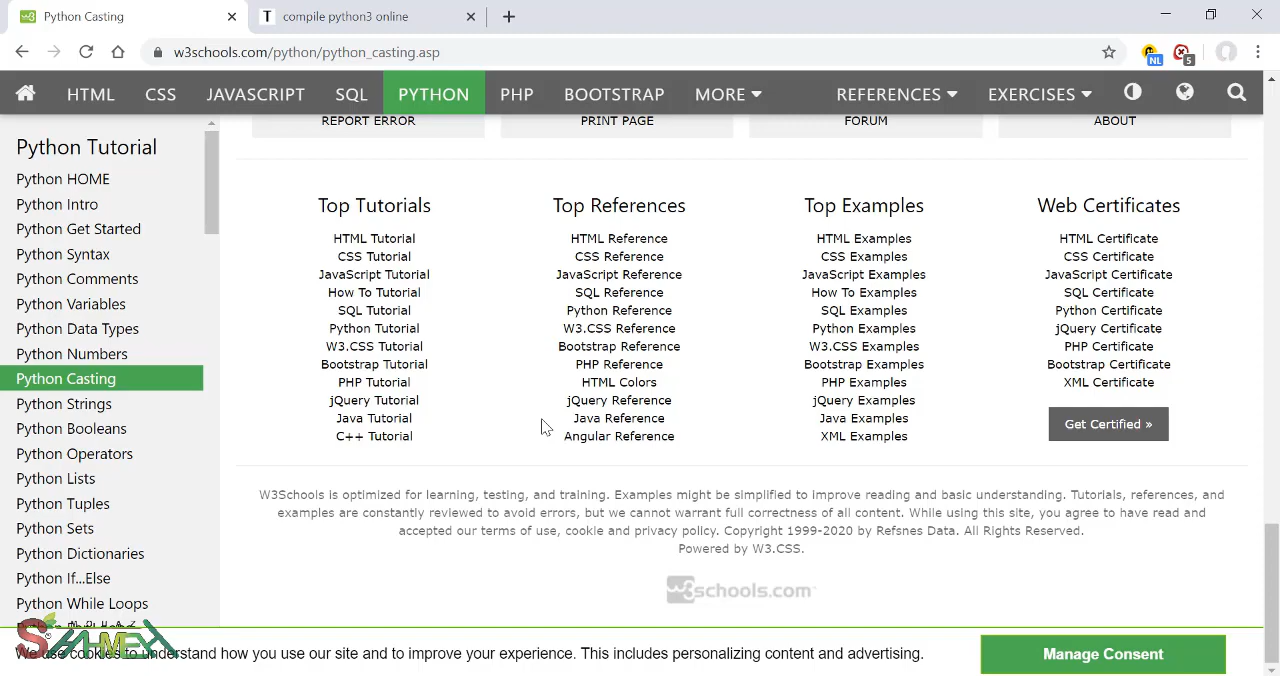 Python Casting
compile python3 online
w3schools.com/python/python_casting.asp
NL
5
HTML CSS JAVASCRIPT SQL PYTHON PHP BOOTSTRAP MORE REFERENCES EXERCISES
REPORT ERROR PRINT PAGE FORUM ABOUT
Python Tutorial
Python HOME
Python Intro
Python Get Started
Python Syntax
Python Comments
Python Variables
Python Data Types
Python Numbers
Python Casting
Python Strings
Python Booleans
Python Operators
Python Lists
Python Tuples
Python Sets
Python Dictionaries
Python If...Else
Python While Loops
Top Tutorials
HTML Tutorial
CSS Tutorial
JavaScript Tutorial
How To Tutorial
SQL Tutorial
Python Tutorial
W3.CSS Tutorial
Bootstrap Tutorial
PHP Tutorial
jQuery Tutorial
Java Tutorial
C++ Tutorial
Top References
HTML Reference
CSS Reference
JavaScript Reference
SQL Reference
Python Reference
W3.CSS Reference
Bootstrap Reference
PHP Reference
HTML Colors
jQuery Reference
Java Reference
Angular Reference
Top Examples
HTML Examples
CSS Examples
JavaScript Examples
How To Examples
SQL Examples
Python Examples
W3.CSS Examples
Bootstrap Examples
PHP Examples
jQuery Examples
Java Examples
XML Examples
Web Certificates
HTML Certificate
CSS Certificate
JavaScript Certificate
SQL Certificate
Python Certificate
jQuery Certificate
PHP Certificate
Bootstrap Certificate
XML Certificate
Get Certified »
W3Schools is optimized for learning, testing, and training. Examples might be simplified to improve reading and basic understanding. Tutorials, references, and
examples are constantly reviewed to avoid errors, but we cannot warrant full correctness of all content. While using this site, you agree to have read and
accepted our terms of use, cookie and privacy policy. Copyright 1999-2020 by Refsnes Data. All Rights Reserved.
Powered by W3.CSS.
w3schools.com
We use cookies to understand how you use our site and to improve your experience. This includes personalizing content and advertising.
Manage Consent